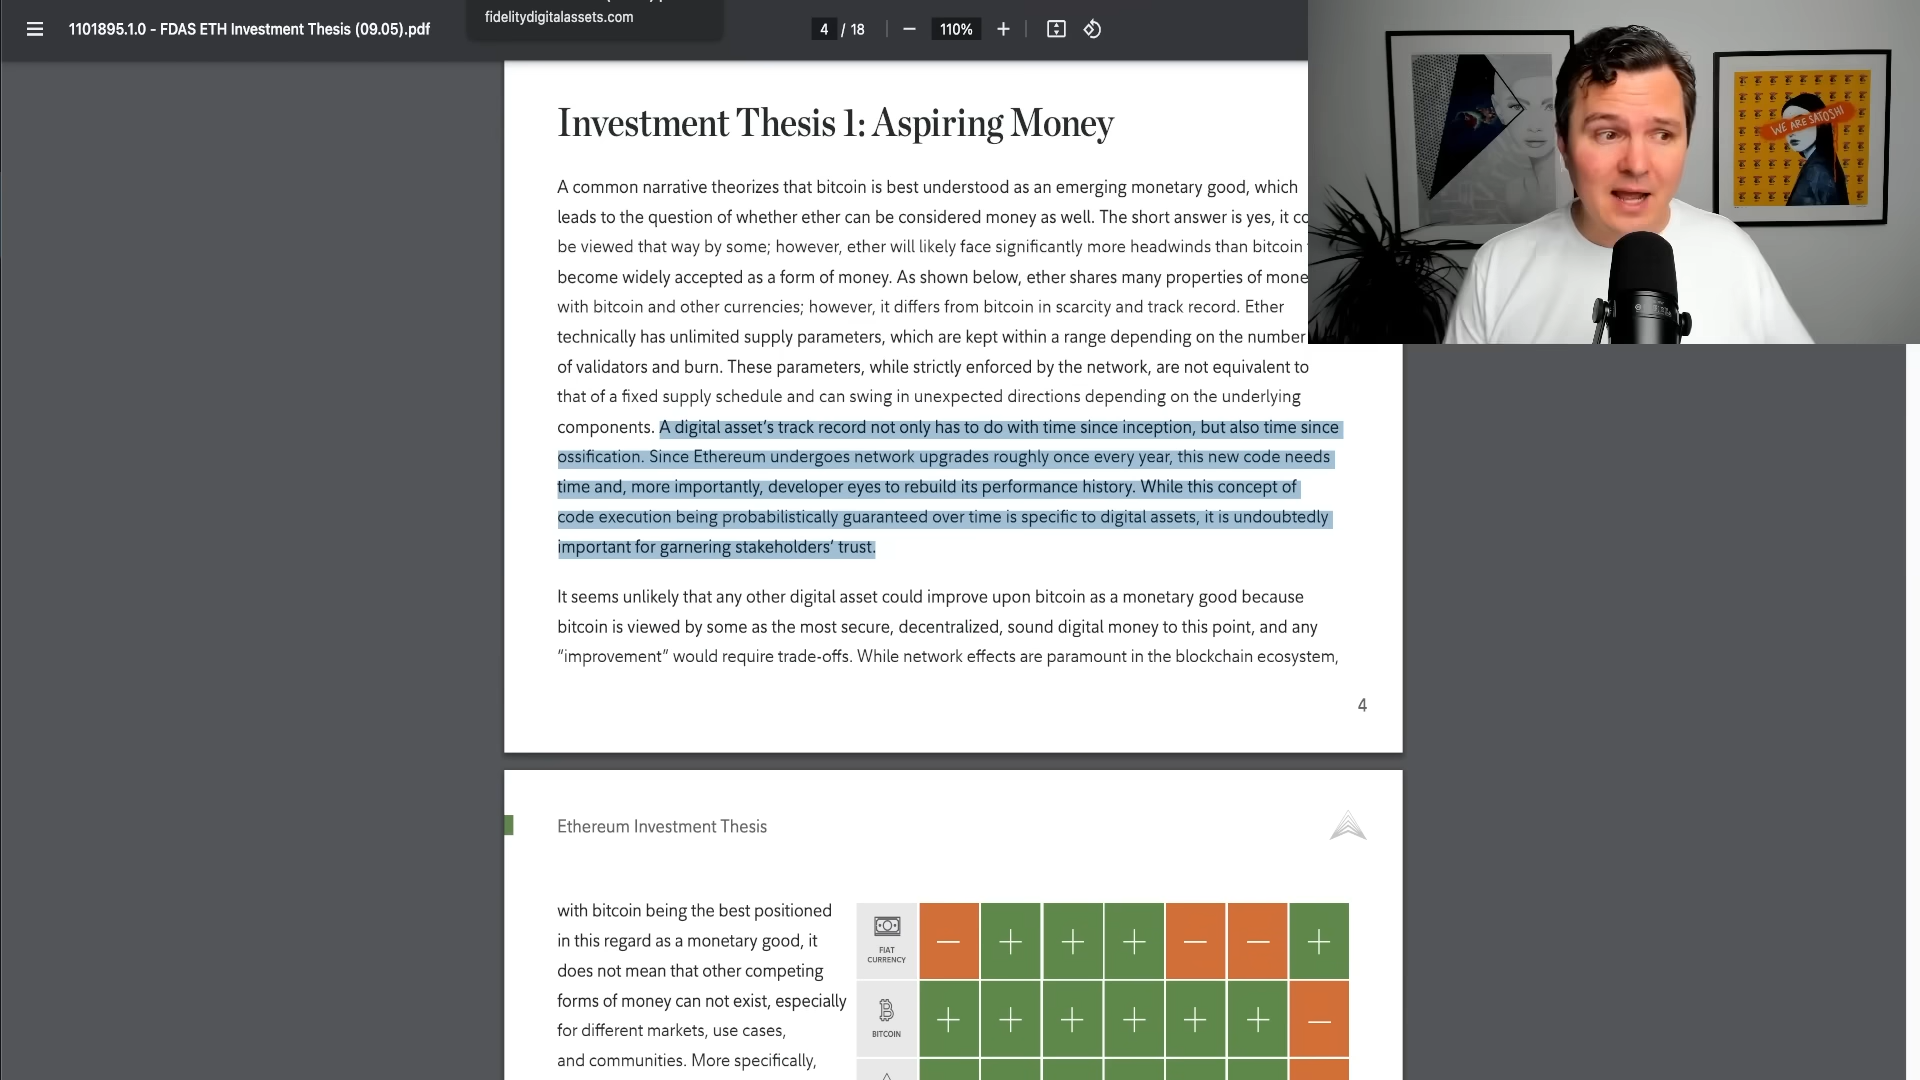 fidelitydigitalassets.com
1101895.1.0 - FDAS ETH Investment Thesis (09.05).pdf
4 / 18
110%
Investment Thesis 1: Aspiring Money
A common narrative theorizes that bitcoin is best understood as an emerging monetary good, which
leads to the question of whether ether can be considered money as well. The short answer is yes, it co
be viewed that way by some; however, ether will likely face significantly more headwinds than bitcoin
become widely accepted as a form of money. As shown below, ether shares many properties of mone
with bitcoin and other currencies; however, it differs from bitcoin in scarcity and track record. Ether
technically has unlimited supply parameters, which are kept within a range depending on the number
of validators and burn. These parameters, while strictly enforced by the network, are not equivalent to
that of a fixed supply schedule and can swing in unexpected directions depending on the underlying
components. A digital asset’s track record not only has to do with time since inception, but also time since
ossification. Since Ethereum undergoes network upgrades roughly once every year, this new code needs
time and, more importantly, developer eyes to rebuild its performance history. While this concept of
code execution being probabilistically guaranteed over time is specific to digital assets, it is undoubtedly
important for garnering stakeholders’ trust.
It seems unlikely that any other digital asset could improve upon bitcoin as a monetary good because
bitcoin is viewed by some as the most secure, decentralized, sound digital money to this point, and any
“improvement” would require trade-offs. While network effects are paramount in the blockchain ecosystem,
4
Ethereum Investment Thesis
with bitcoin being the best positioned
in this regard as a monetary good, it
does not mean that other competing
forms of money can not exist, especially
for different markets, use cases,
and communities. More specifically,
FIAT
CURRENCY
BITCOIN
WE ARE SATOSHI